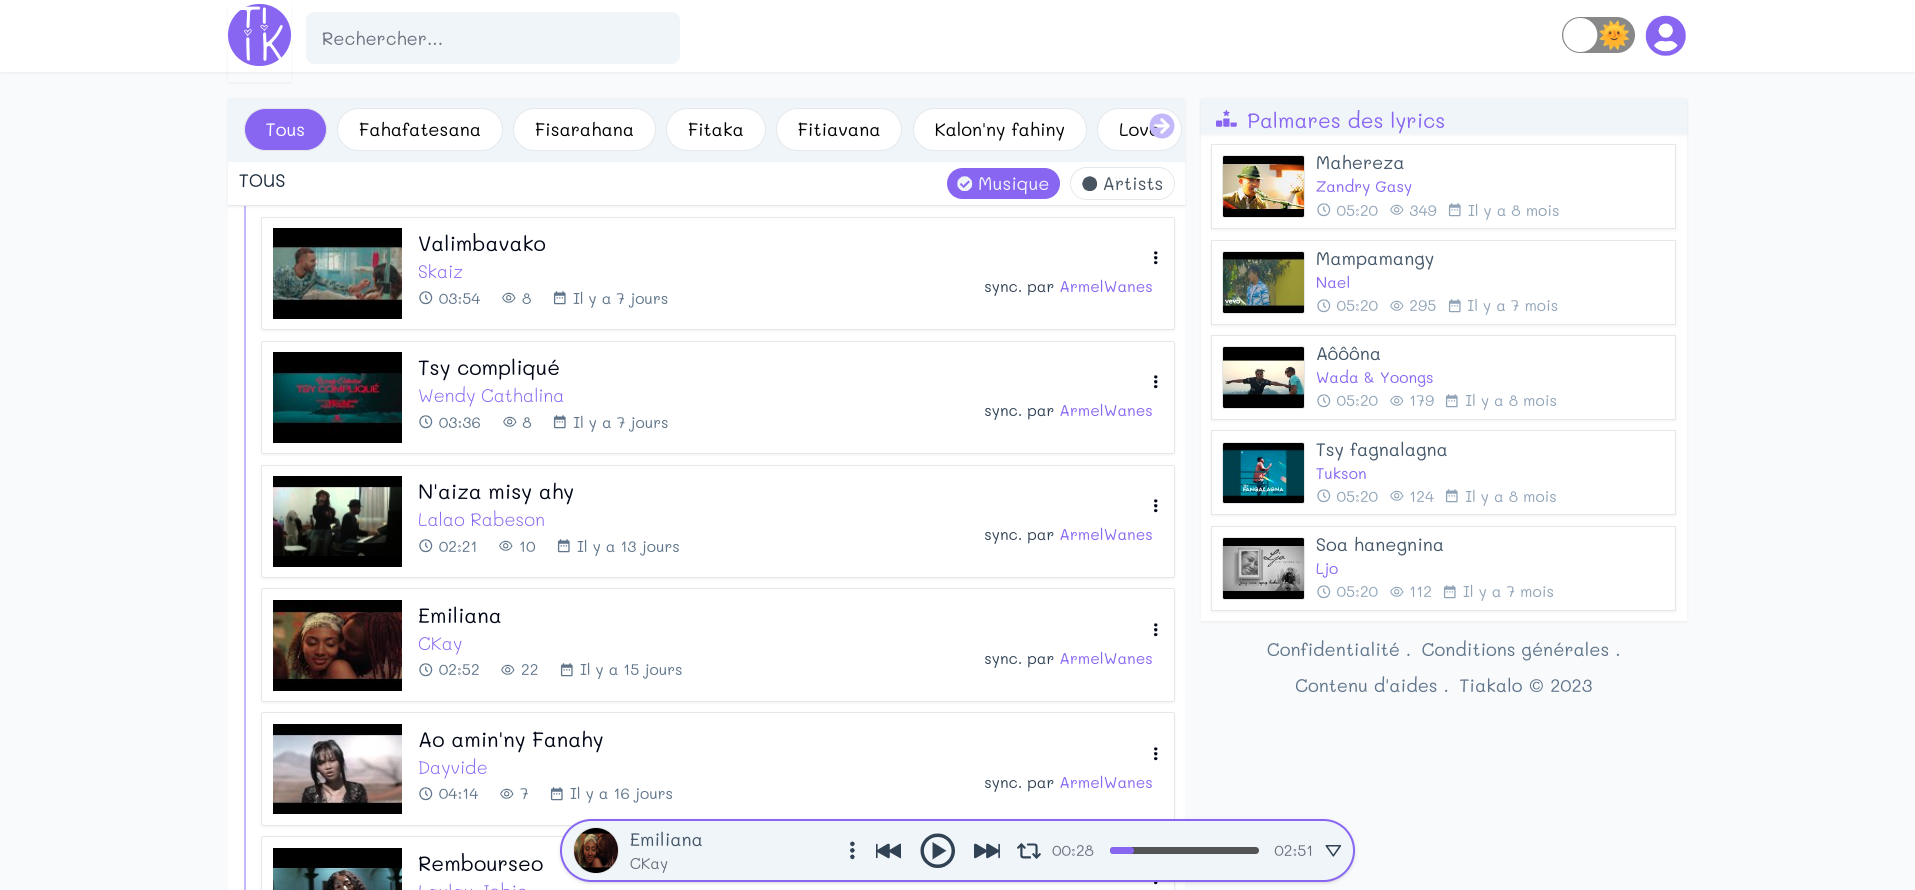 TI
iK
Rechercher...
Tous
Fahafatesana
Fisarahana
Fitaka
Fitiavana
Kalon'ny fahiny
Love
TOUS
Musique
Artists
Valimbavako
Skaiz
03:54 8 Il y a 7 jours
sync. par ArmelWanes
Tsy compliqué
Wendy Cathalina
03:36 8 Il y a 7 jours
sync. par ArmelWanes
TSY COMPLIQUÉ
N'aiza misy ahy
Lalao Rabeson
02:21 10 Il y a 13 jours
sync. par ArmelWanes
Emiliana
CKay
02:52 22 Il y a 15 jours
sync. par ArmelWanes
Ao amin'ny Fanahy
Dayvide
04:14 7 Il y a 16 jours
sync. par ArmelWanes
Rembourseo
Palmares des lyrics
Mahereza
Zandry Gasy
05:20 349 Il y a 8 mois
Mampamangy
Nael
05:20 295 Il y a 7 mois
vevo
Aôôôna
Wada & Yoongs
05:20 179 Il y a 8 mois
Tsy fagnalagna
Tukson
05:20 124 Il y a 8 mois
Soa hanegnina
Ljo
05:20 112 Il y a 7 mois
Ljo
Confidentialité . Conditions générales .
Contenu d'aides . Tiakalo © 2023
Emiliana
CKay
00:28
02:51